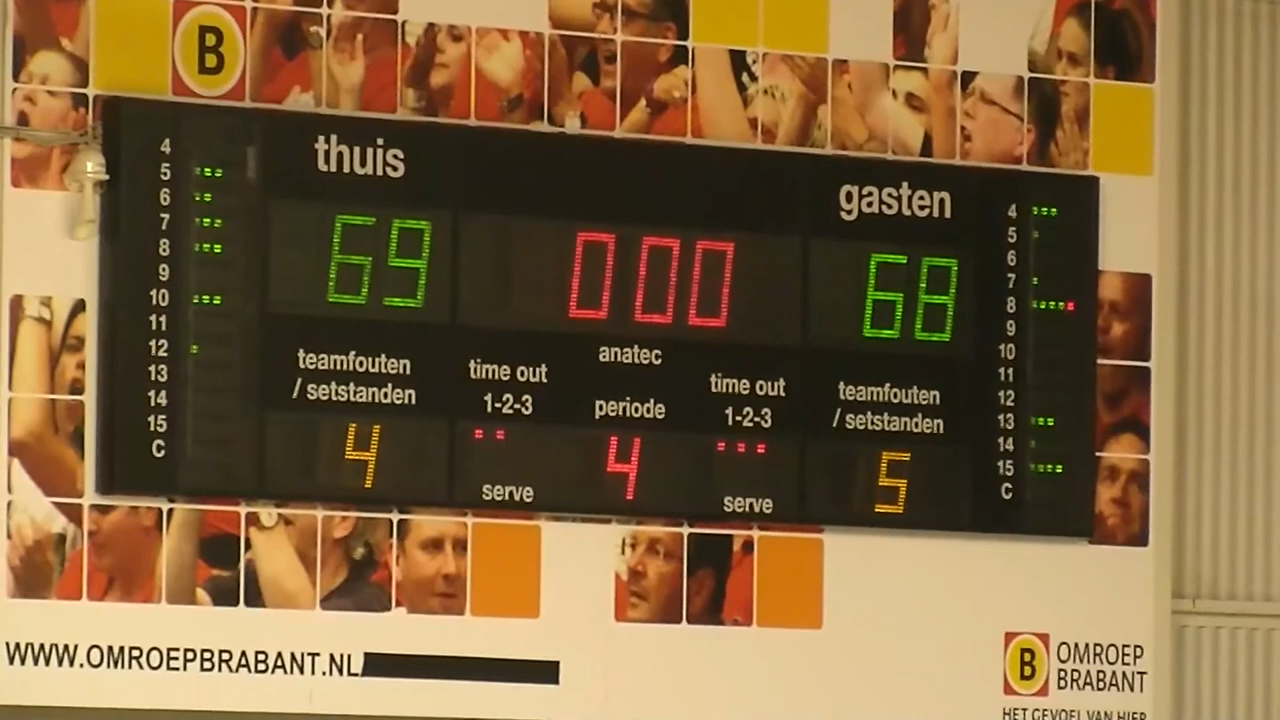 B
thuis
gasten
4
5
6
7
8
9
10
11
12
13
14
15
C
69
000
68
4
5
6
7
8
9
10
11
12
13
14
15
C
anatec
teamfouten
/ setstanden
time out
1-2-3
periode
time out
1-2-3
teamfouten
/ setstanden
4
4
5
serve
serve
WWW.OMROEPBRABANT.NL
B
OMROEP
BRABANT
HET GEVOEL VAN HIER